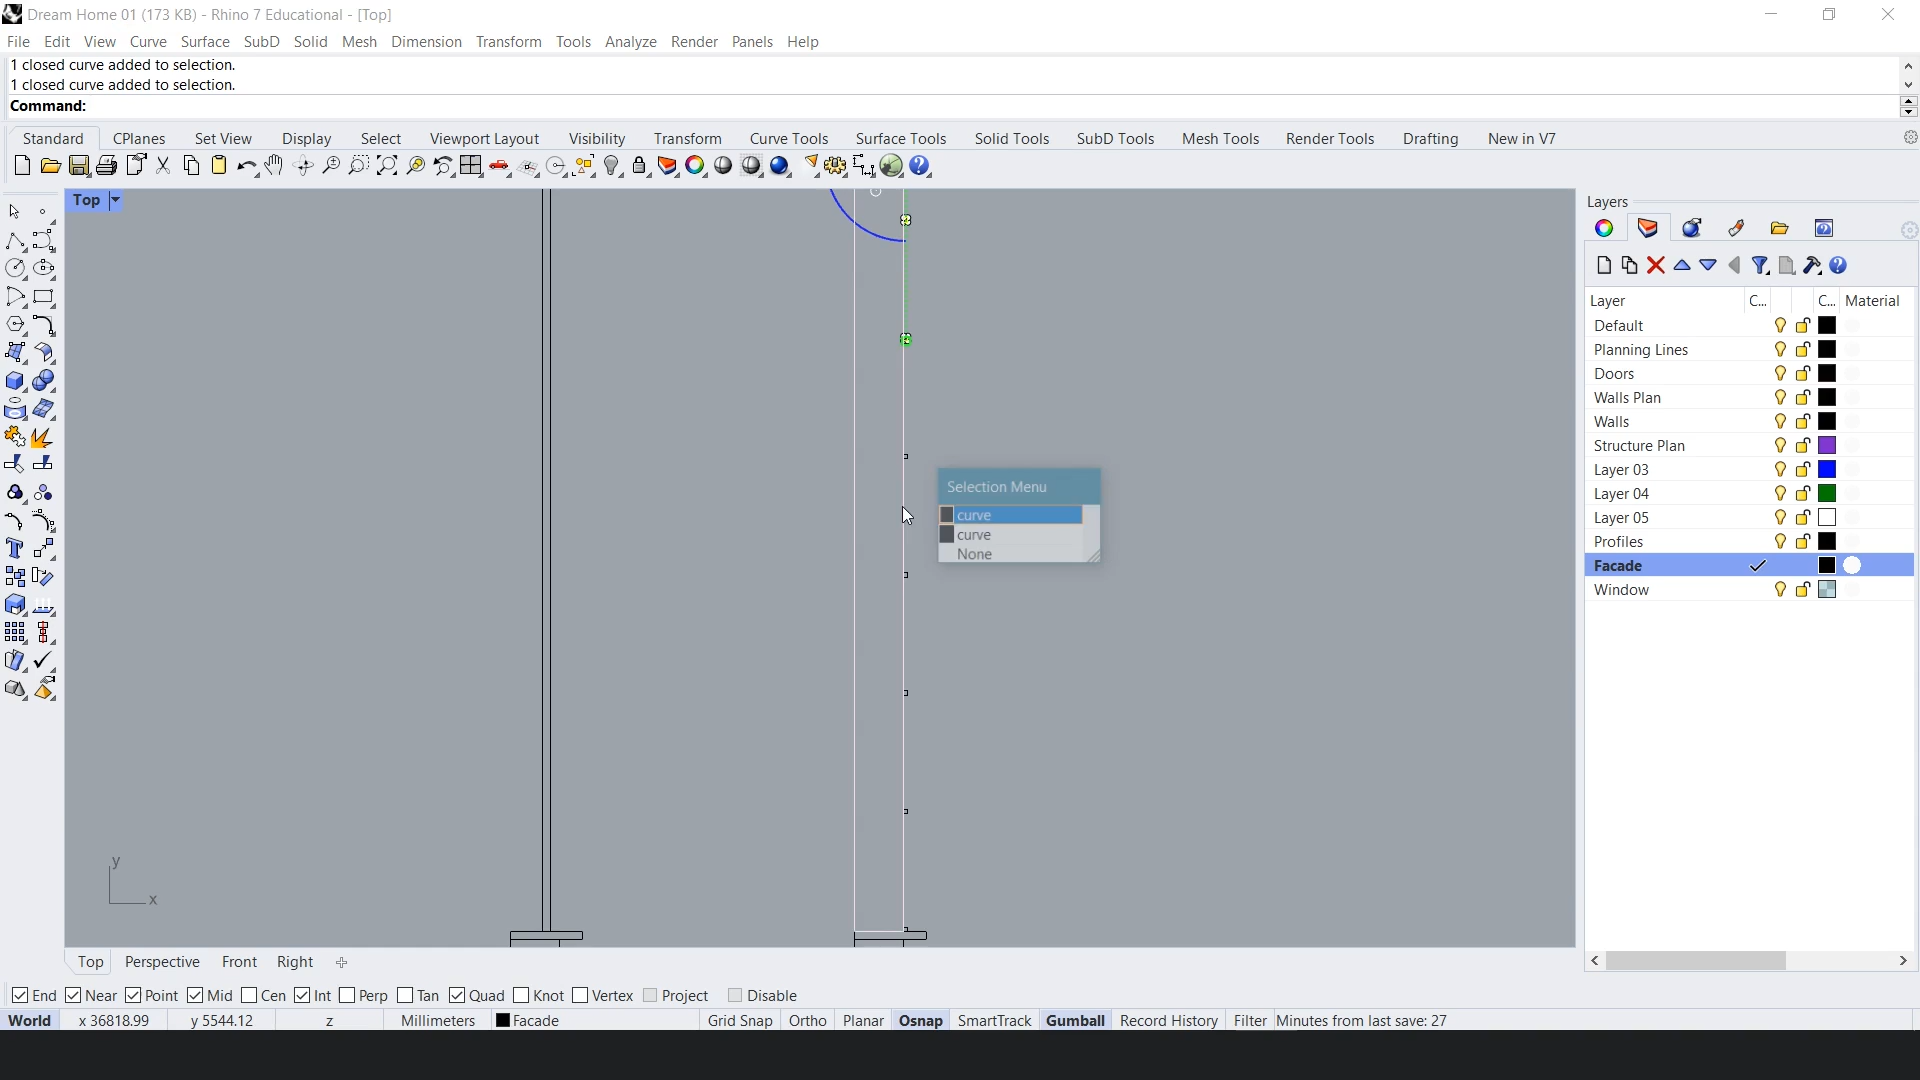 Dream Home 01 (173 KB) - Rhino 7 Educational - [Top]
File Edit View Curve Surface SubD Solid Mesh Dimension Transform Tools Analyze Render Panels Help
1 closed curve added to selection.
1 closed curve added to selection.
Command:
Standard CPlanes Set View Display Select Viewport Layout Visibility Transform Curve Tools Surface Tools Solid Tools SubD Tools Mesh Tools Render Tools Drafting New in V7
Top
Layers
Layer C... C... Material
Default
Planning Lines
Doors
Walls Plan
Walls
Structure Plan
Layer 03
Layer 04
Layer 05
Profiles
Facade
Window
Selection Menu
curve
curve
None
y
x
Top Perspective Front Right
End Near Point Mid Cen Int Perp Tan Quad Knot Vertex Project Disable
World x 36818.99 y 5544.12 z Millimeters Facade Grid Snap Ortho Planar Osnap SmartTrack Gumball Record History Filter Minutes from last save: 27